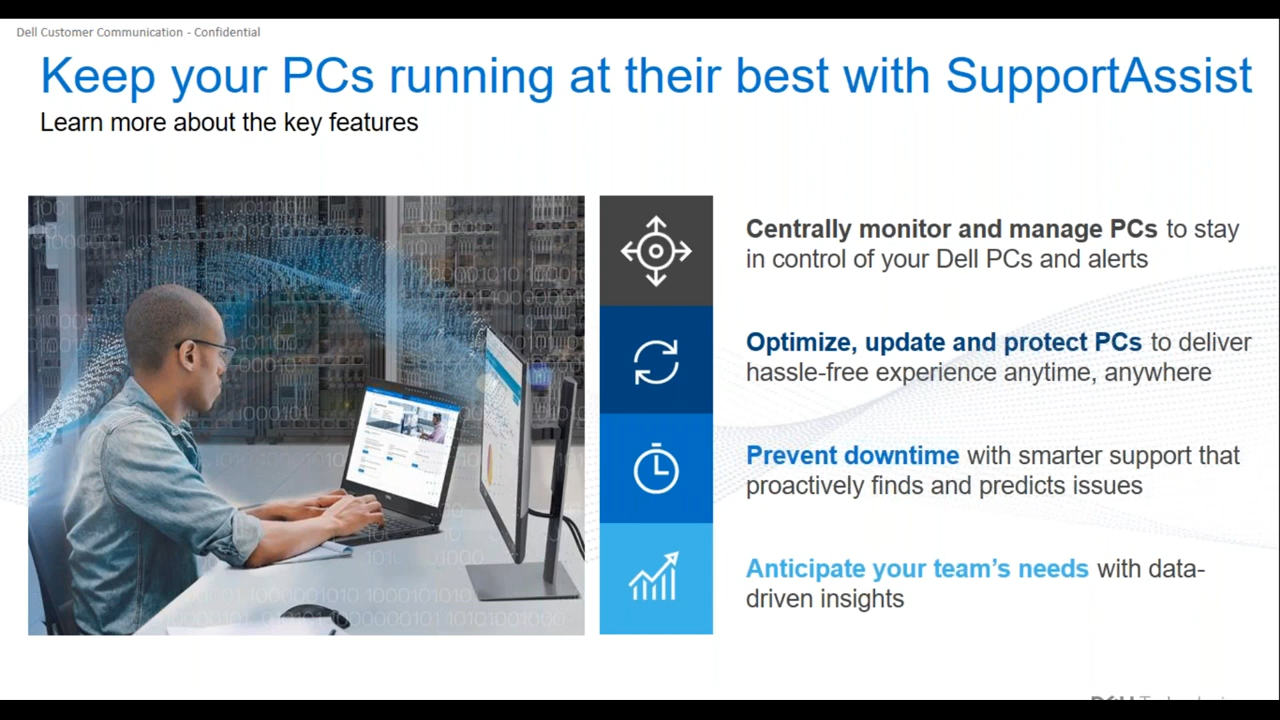 Dell Customer Communication - Confidential
Keep your PCs running at their best with SupportAssist
Learn more about the key features
Centrally monitor and manage PCs to stay
in control of your Dell PCs and alerts
Optimize, update and protect PCs to deliver
hassle-free experience anytime, anywhere
Prevent downtime with smarter support that
proactively finds and predicts issues
Anticipate your team's needs with data-
driven insights